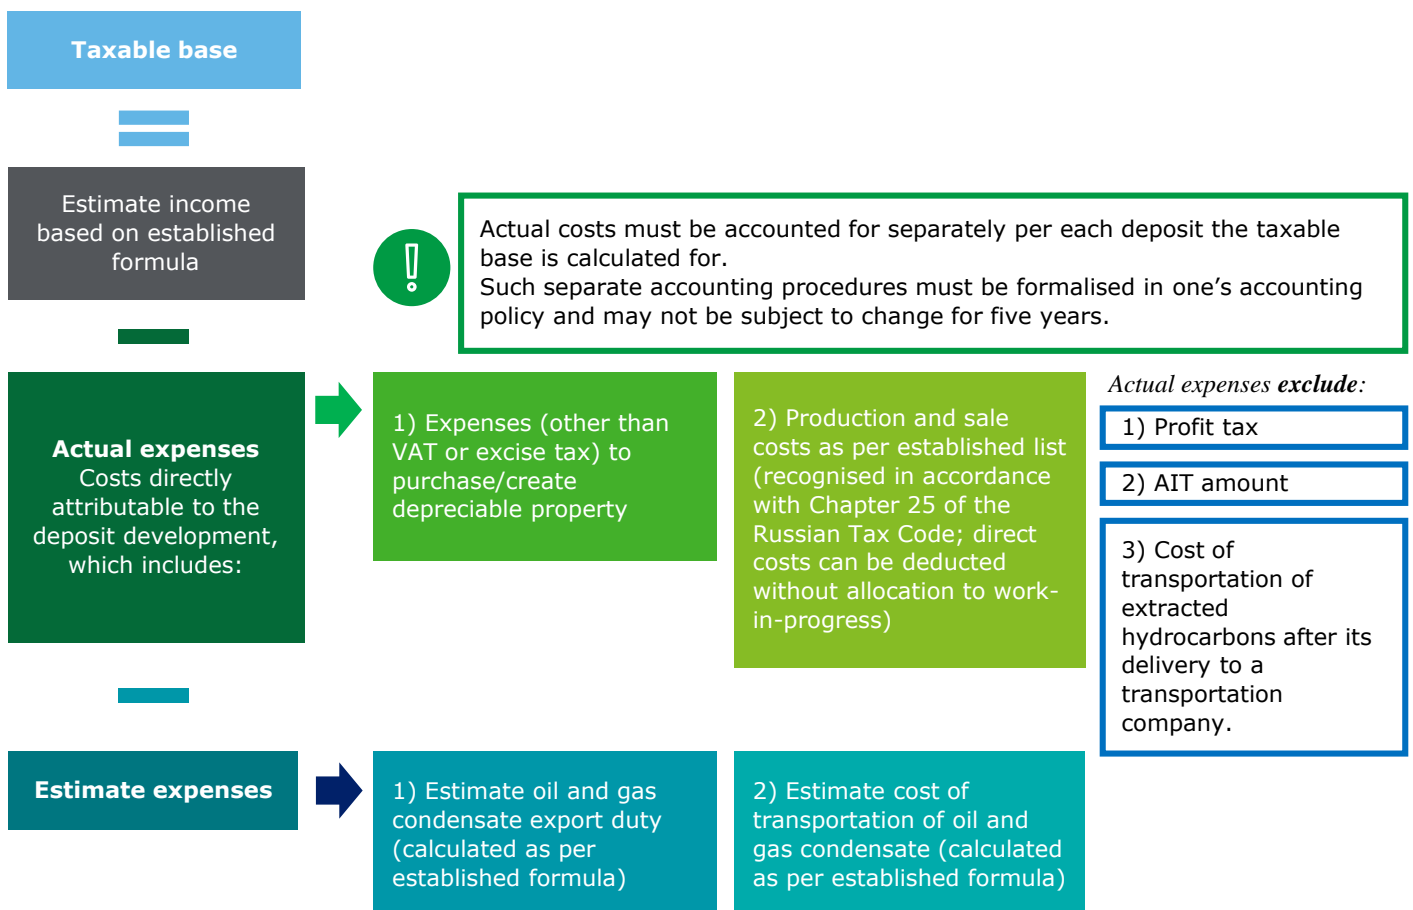 Taxable base
Estimate income
based on established
formula
Actual costs must be accounted for separately per each deposit the taxable
base is calculated for.
Such separate accounting procedures must be formalised in one’s accounting
policy and may not be subject to change for five years.
Actual expenses
Costs directly
attributable to the
deposit development,
which includes:
1) Expenses (other than
VAT or excise tax) to
purchase/create
depreciable property
2) Production and sale
costs as per established list
(recognised in accordance
with Chapter 25 of the
Russian Tax Code; direct
costs can be deducted
without allocation to work-
in-progress)
Actual expenses exclude:
1) Profit tax
2) AIT amount
3) Cost of
transportation of
extracted
hydrocarbons after its
delivery to a
transportation
company.
Estimate expenses
1) Estimate oil and gas
condensate export duty
(calculated as per
established formula)
2) Estimate cost of
transportation of oil and
gas condensate (calculated
as per established formula)